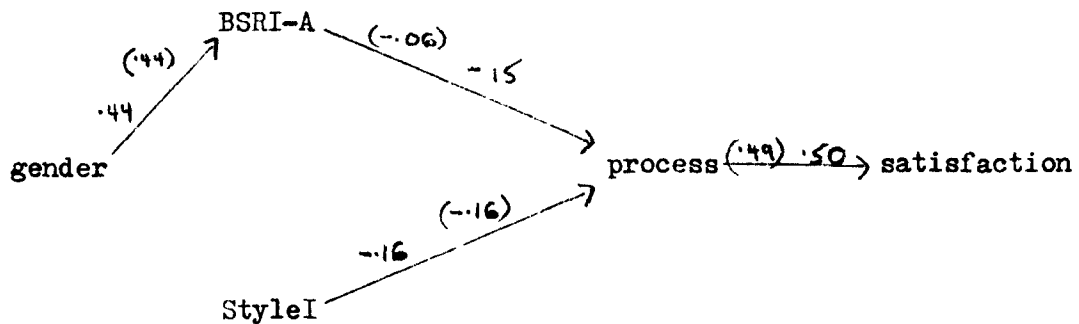 BSRI-A
(-.06)
-.15
(.44)
.44
gender
process (.49) .50 satisfaction
(-.16)
-.16
StyleI